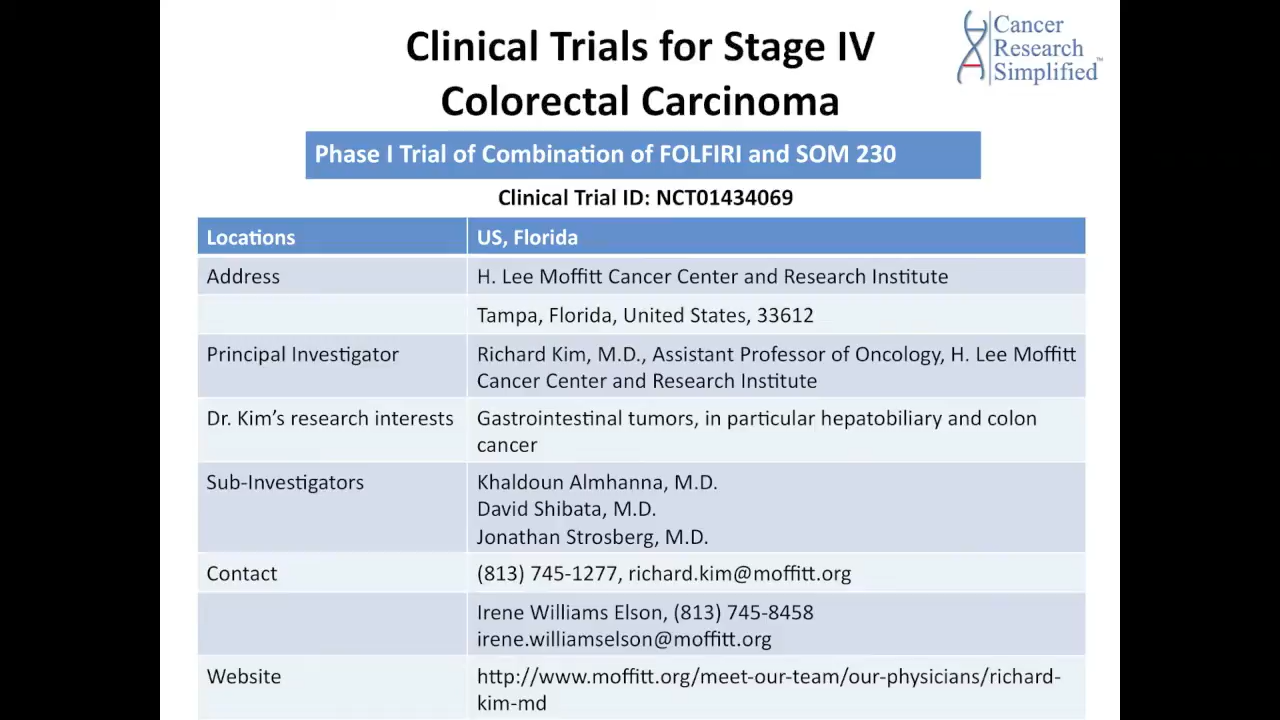 Clinical Trials for Stage IV
Colorectal Carcinoma
Cancer
Research
Simplified™
Phase I Trial of Combination of FOLFIRI and SOM 230
Clinical Trial ID: NCT01434069
Locations US, Florida
Address H. Lee Moffitt Cancer Center and Research Institute
Tampa, Florida, United States, 33612
Principal Investigator Richard Kim, M.D., Assistant Professor of Oncology, H. Lee Moffitt
Cancer Center and Research Institute
Dr. Kim’s research interests Gastrointestinal tumors, in particular hepatobiliary and colon
cancer
Sub-Investigators Khaldoun Almhanna, M.D.
David Shibata, M.D.
Jonathan Strosberg, M.D.
Contact (813) 745-1277, richard.kim@moffitt.org
Irene Williams Elson, (813) 745-8458
irene.williamselson@moffitt.org
Website http://www.moffitt.org/meet-our-team/our-physicians/richard-
kim-md